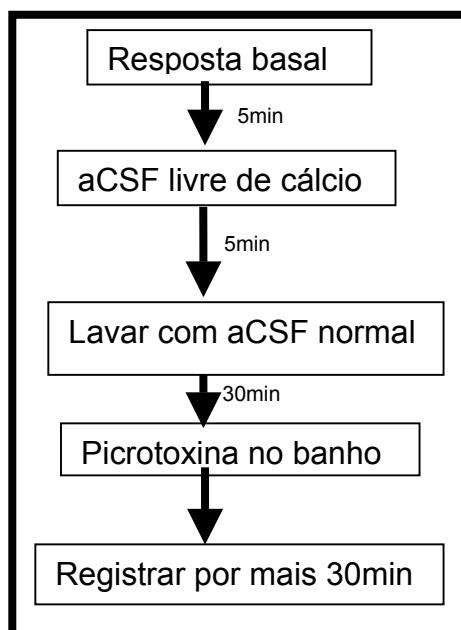 Resposta basal
5min
aCSF livre de cálcio
5min
Lavar com aCSF normal
30min
Picrotoxina no banho
Registrar por mais 30min